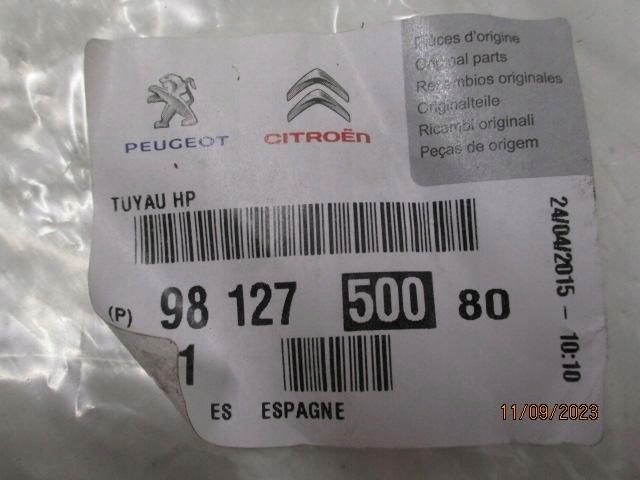 PEUGEOT
CITROËN
Pièces d'origine
Original parts
Recambios originales
Originalteile
Ricambi originali
Peças de origem
TUYAU HP
(P) 98 127 500 80
1
ES ESPAGNE
24/04/2015 - 10:10
11/09/2023